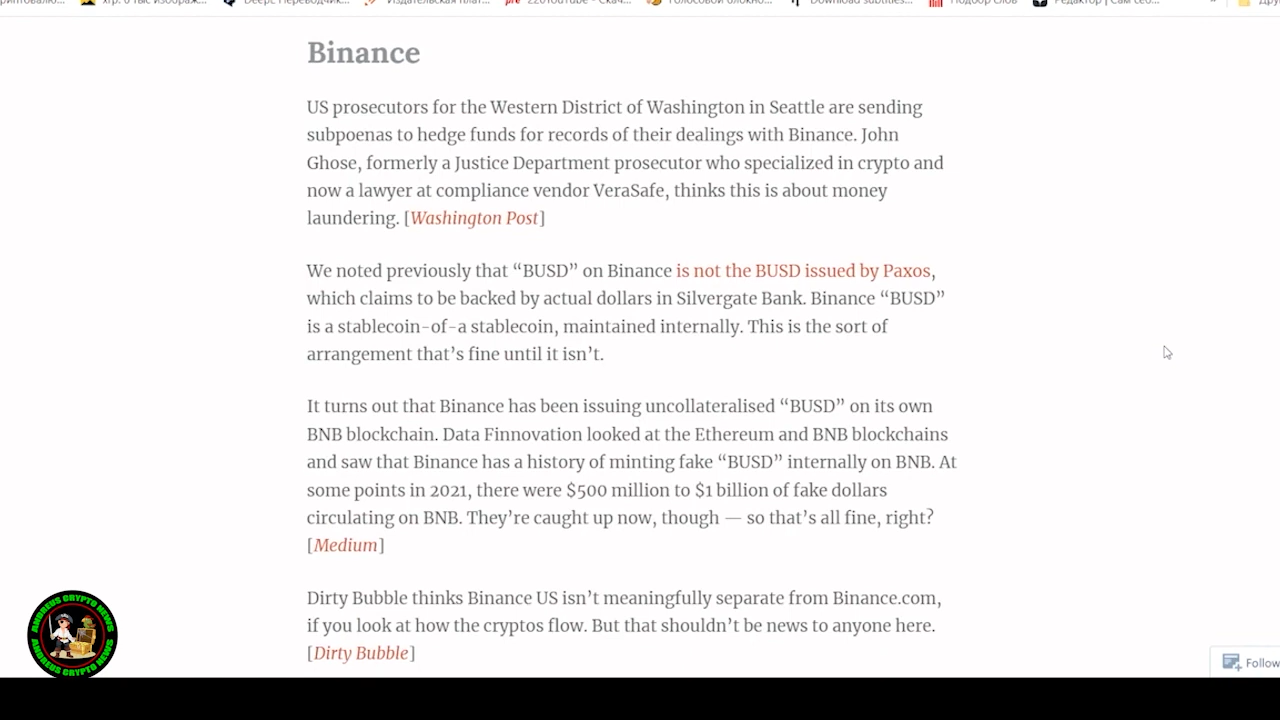 Binance
US prosecutors for the Western District of Washington in Seattle are sending
subpoenas to hedge funds for records of their dealings with Binance. John
Ghose, formerly a Justice Department prosecutor who specialized in crypto and
now a lawyer at compliance vendor VeraSafe, thinks this is about money
laundering. [Washington Post]
We noted previously that “BUSD” on Binance is not the BUSD issued by Paxos,
which claims to be backed by actual dollars in Silvergate Bank. Binance “BUSD”
is a stablecoin-of-a stablecoin, maintained internally. This is the sort of
arrangement that’s fine until it isn’t.
It turns out that Binance has been issuing uncollateralised “BUSD” on its own
BNB blockchain. Data Finnovation looked at the Ethereum and BNB blockchains
and saw that Binance has a history of minting fake “BUSD” internally on BNB. At
some points in 2021, there were $500 million to $1 billion of fake dollars
circulating on BNB. They’re caught up now, though — so that’s all fine, right?
[Medium]
Dirty Bubble thinks Binance US isn’t meaningfully separate from Binance.com,
if you look at how the cryptos flow. But that shouldn’t be news to anyone here.
[Dirty Bubble]
ANDREUS CRYPTO NEWS
ANDREUS CRYPTO NEWS
Follow